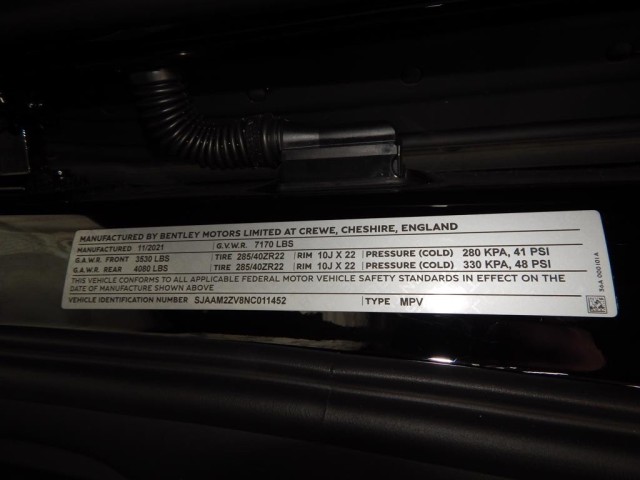 MANUFACTURED BY BENTLEY MOTORS LIMITED AT CREWE, CHESHIRE, ENGLAND
MANUFACTURED 11/2021 G.V.W.R. 7170 LBS
G.A.W.R. FRONT 3530 LBS TIRE 285/40ZR22 RIM 10J X 22 PRESSURE (COLD) 280 KPA, 41 PSI
G.A.W.R. REAR 4080 LBS TIRE 285/40ZR22 RIM 10J X 22 PRESSURE (COLD) 330 KPA, 48 PSI
THIS VEHICLE CONFORMS TO ALL APPLICABLE FEDERAL MOTOR VEHICLE SAFETY STANDARDS IN EFFECT ON THE
DATE OF MANUFACTURE SHOWN ABOVE
VEHICLE IDENTIFICATION NUMBER SJAAM2ZV8NC011452 TYPE MPV
36A 000 101 A